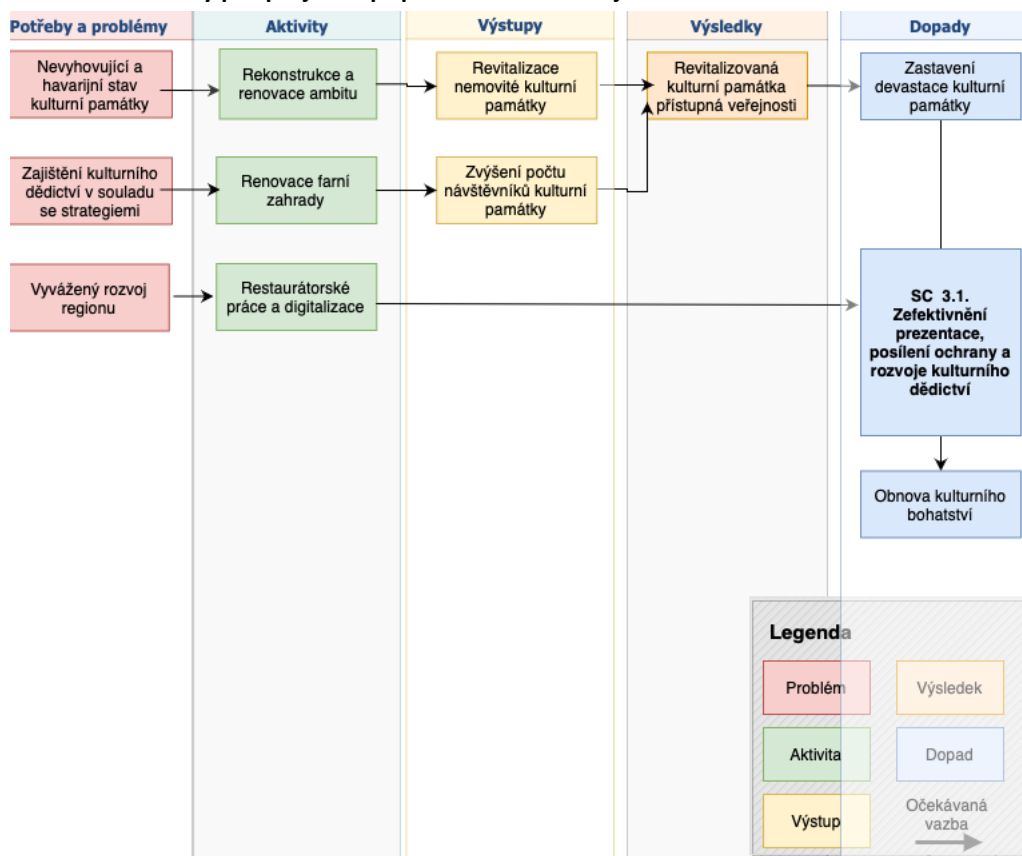 Potřeby a problémy
Aktivity
Výstupy
Výsledky
Dopady
Nevyhovující a
havarijní stav
kulturní památky
Rekonstrukce a
renovace ambitu
Revitalizace
nemovité kulturní
památky
Revitalizovaná
kulturní památka
přístupná veřejnosti
Zastavení
devastace kulturní
památky
Zajištění kulturního
dědictví v souladu
se strategiemi
Renovace farní
zahrady
Zvýšení počtu
návštěvníků kulturní
památky
Vyvážený rozvoj
regionu
Restaurátorské
práce a digitalizace
SC 3.1.
Zefektivnění
prezentace,
posílení ochrany a
rozvoje kulturního
dědictví
Obnova kulturního
bohatství
Legenda
Problém
Výsledek
Aktivita
Dopad
Výstup
Očekávaná
vazba